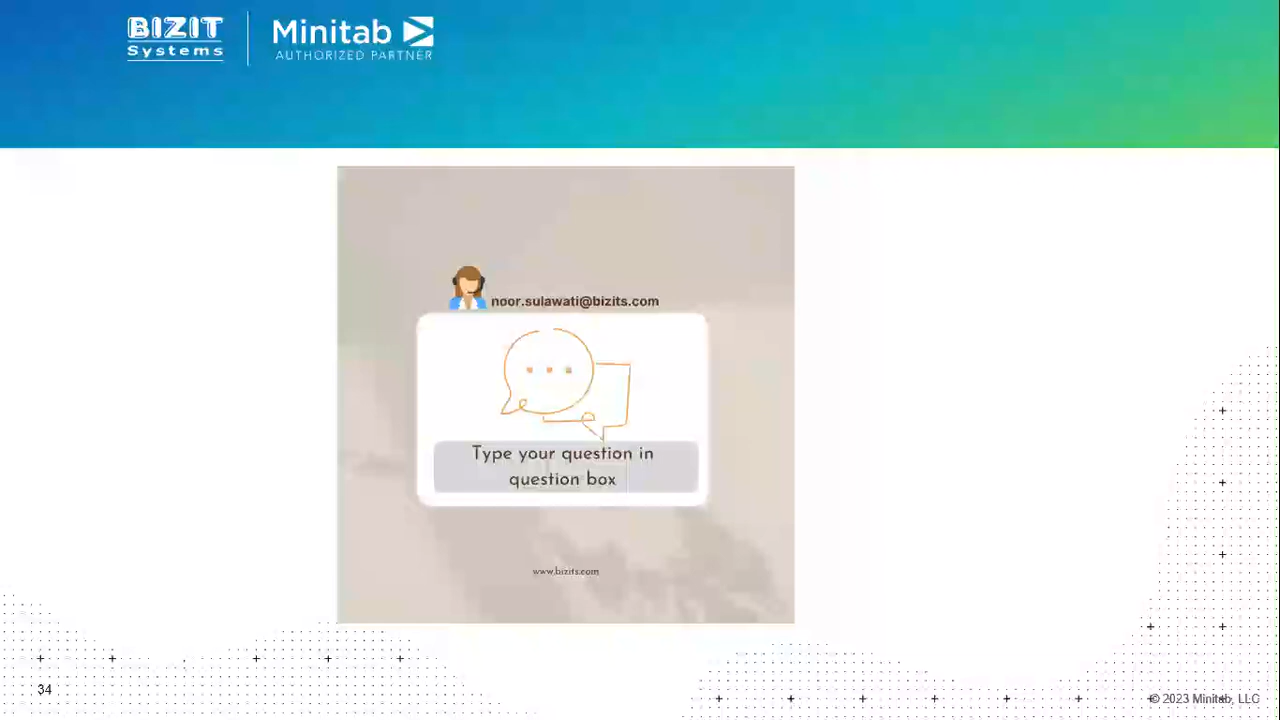 BIZIT
Systems
Minitab
AUTHORIZED PARTNER
noor.sulawati@bizits.com
Type your question in
question box
www.bizits.com
34
© 2023 Minitab, LLC